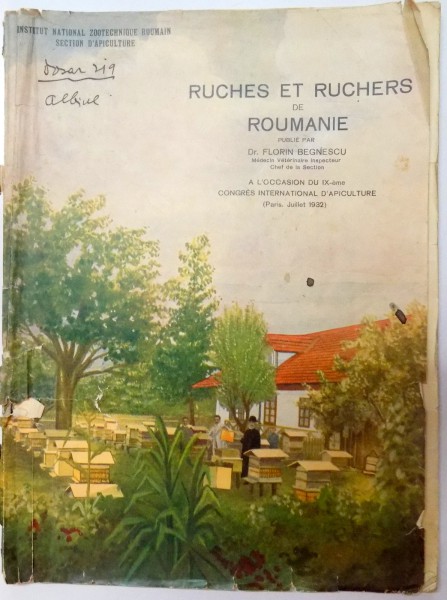 INSTITUT NATIONAL ZOOTECHNIQUE ROUMAIN
SECTION D'APICULTURE
Dosar 219
albine
RUCHES ET RUCHERS
DE
ROUMANIE
PUBLIÉ PAR
Dr. FLORIN BEGNESCU
Médecin Vétérinaire Inspecteur
Chef de la Section
A L'OCCASION DU IX-ème
CONGRÈS INTERNATIONAL D'APICULTURE
(Paris, Juillet 1932)